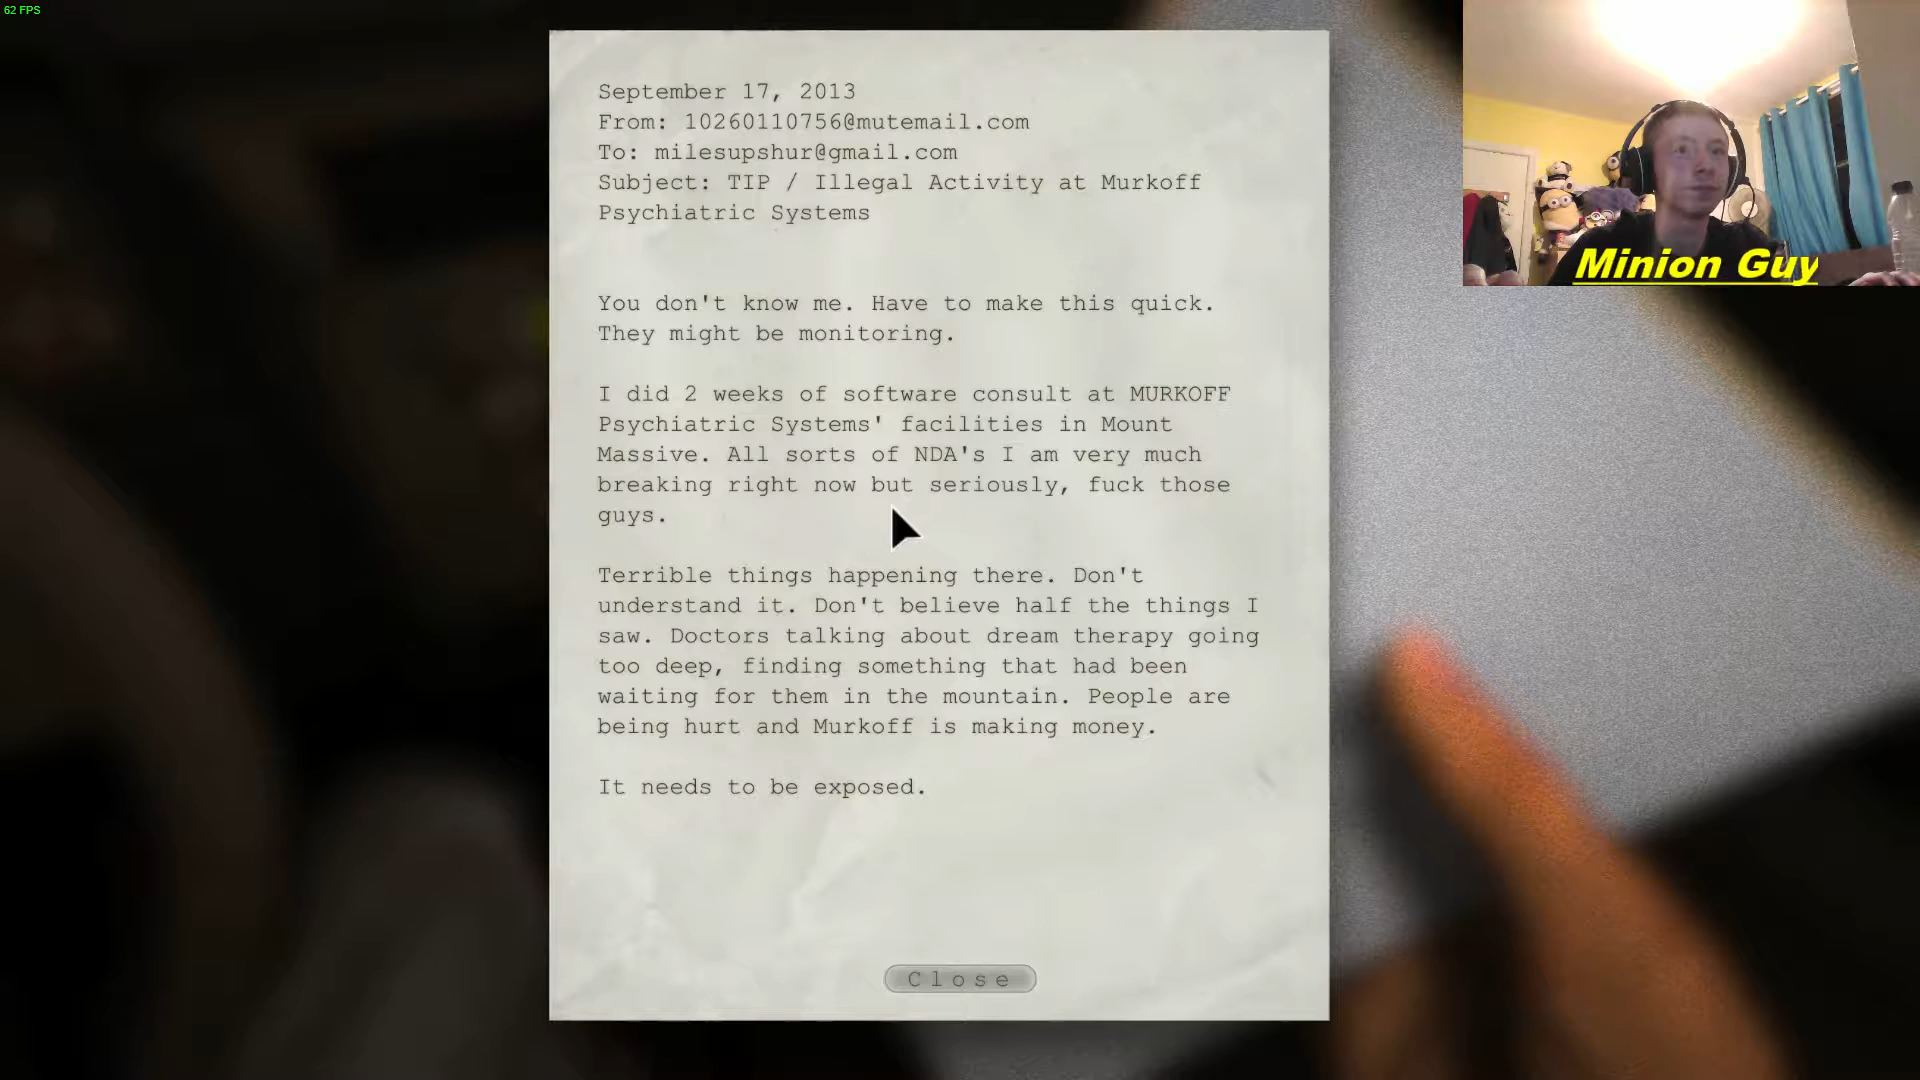 62 FPS
September 17, 2013
From: 10260110756@mutemail.com
To: milesupshur@gmail.com
Subject: TIP / Illegal Activity at Murkoff
Psychiatric Systems
You don't know me. Have to make this quick.
They might be monitoring.
I did 2 weeks of software consult at MURKOFF
Psychiatric Systems' facilities in Mount
Massive. All sorts of NDA's I am very much
breaking right now but seriously, fuck those
guys.
Terrible things happening there. Don't
understand it. Don't believe half the things I
saw. Doctors talking about dream therapy going
too deep, finding something that had been
waiting for them in the mountain. People are
being hurt and Murkoff is making money.
It needs to be exposed.
Close
Minion Guy